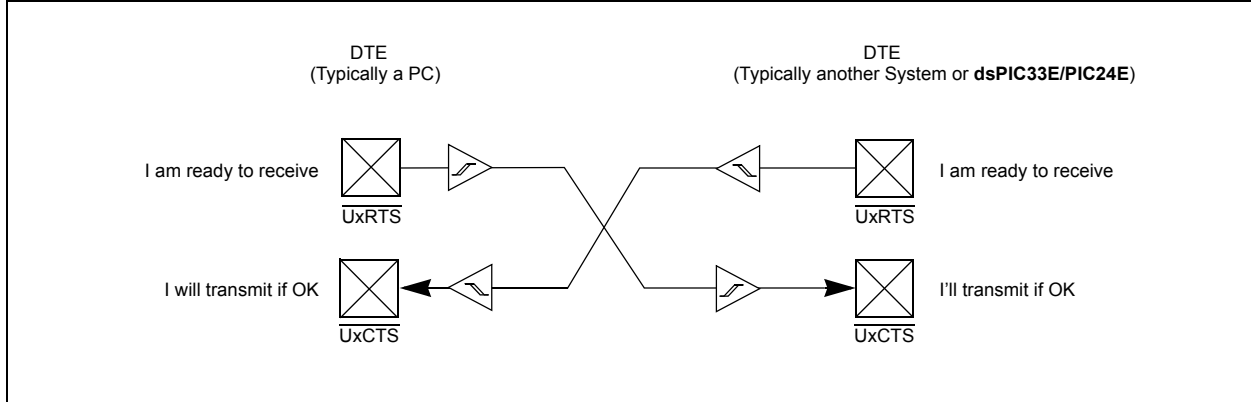 DTE
(Typically a PC)
DTE
(Typically another System or dsPIC33E/PIC24E)
I am ready to receive
UxRTS
UxRTS
I am ready to receive
I will transmit if OK
UxCTS
UxCTS
I’ll transmit if OK